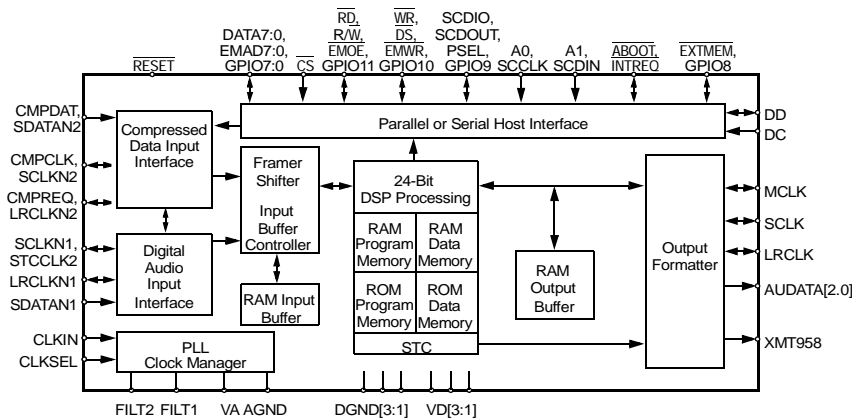 DATA7:0,
EMAD7:0,
GPIO7:0
CS
RD,
R/W,
EMOE,
GPIO11
WR,
DS,
EMWR,
GPIO10
SCDIO,
SCDOUT,
PSEL,
GPIO9
A0,
SCCLK
A1,
SCDIN
ABOOT,
INTREQ
EXTMEM,
GPIO8
RESET
CMPDAT,
SDATAN2
CMPCLK,
SCLKN2
CMPREQ,
LRCLKN2
SCLKN1,
STCCLK2
LRCLKN1
SDATAN1
CLKIN
CLKSEL
Compressed
Data Input
Interface
Digital
Audio
Input
Interface
Framer
Shifter
Input
Buffer
Controller
RAM Input
Buffer
PLL
Clock Manager
Parallel or Serial Host Interface
24-Bit
DSP Processing
RAM
Program
Memory
RAM
Data
Memory
ROM
Program
Memory
ROM
Data
Memory
STC
RAM
Output
Buffer
Output
Formatter
DD
DC
MCLK
SCLK
LRCLK
AUDATA[2.0]
XMT958
FILT2 FILT1 VA AGND DGND[3:1] VD[3:1]